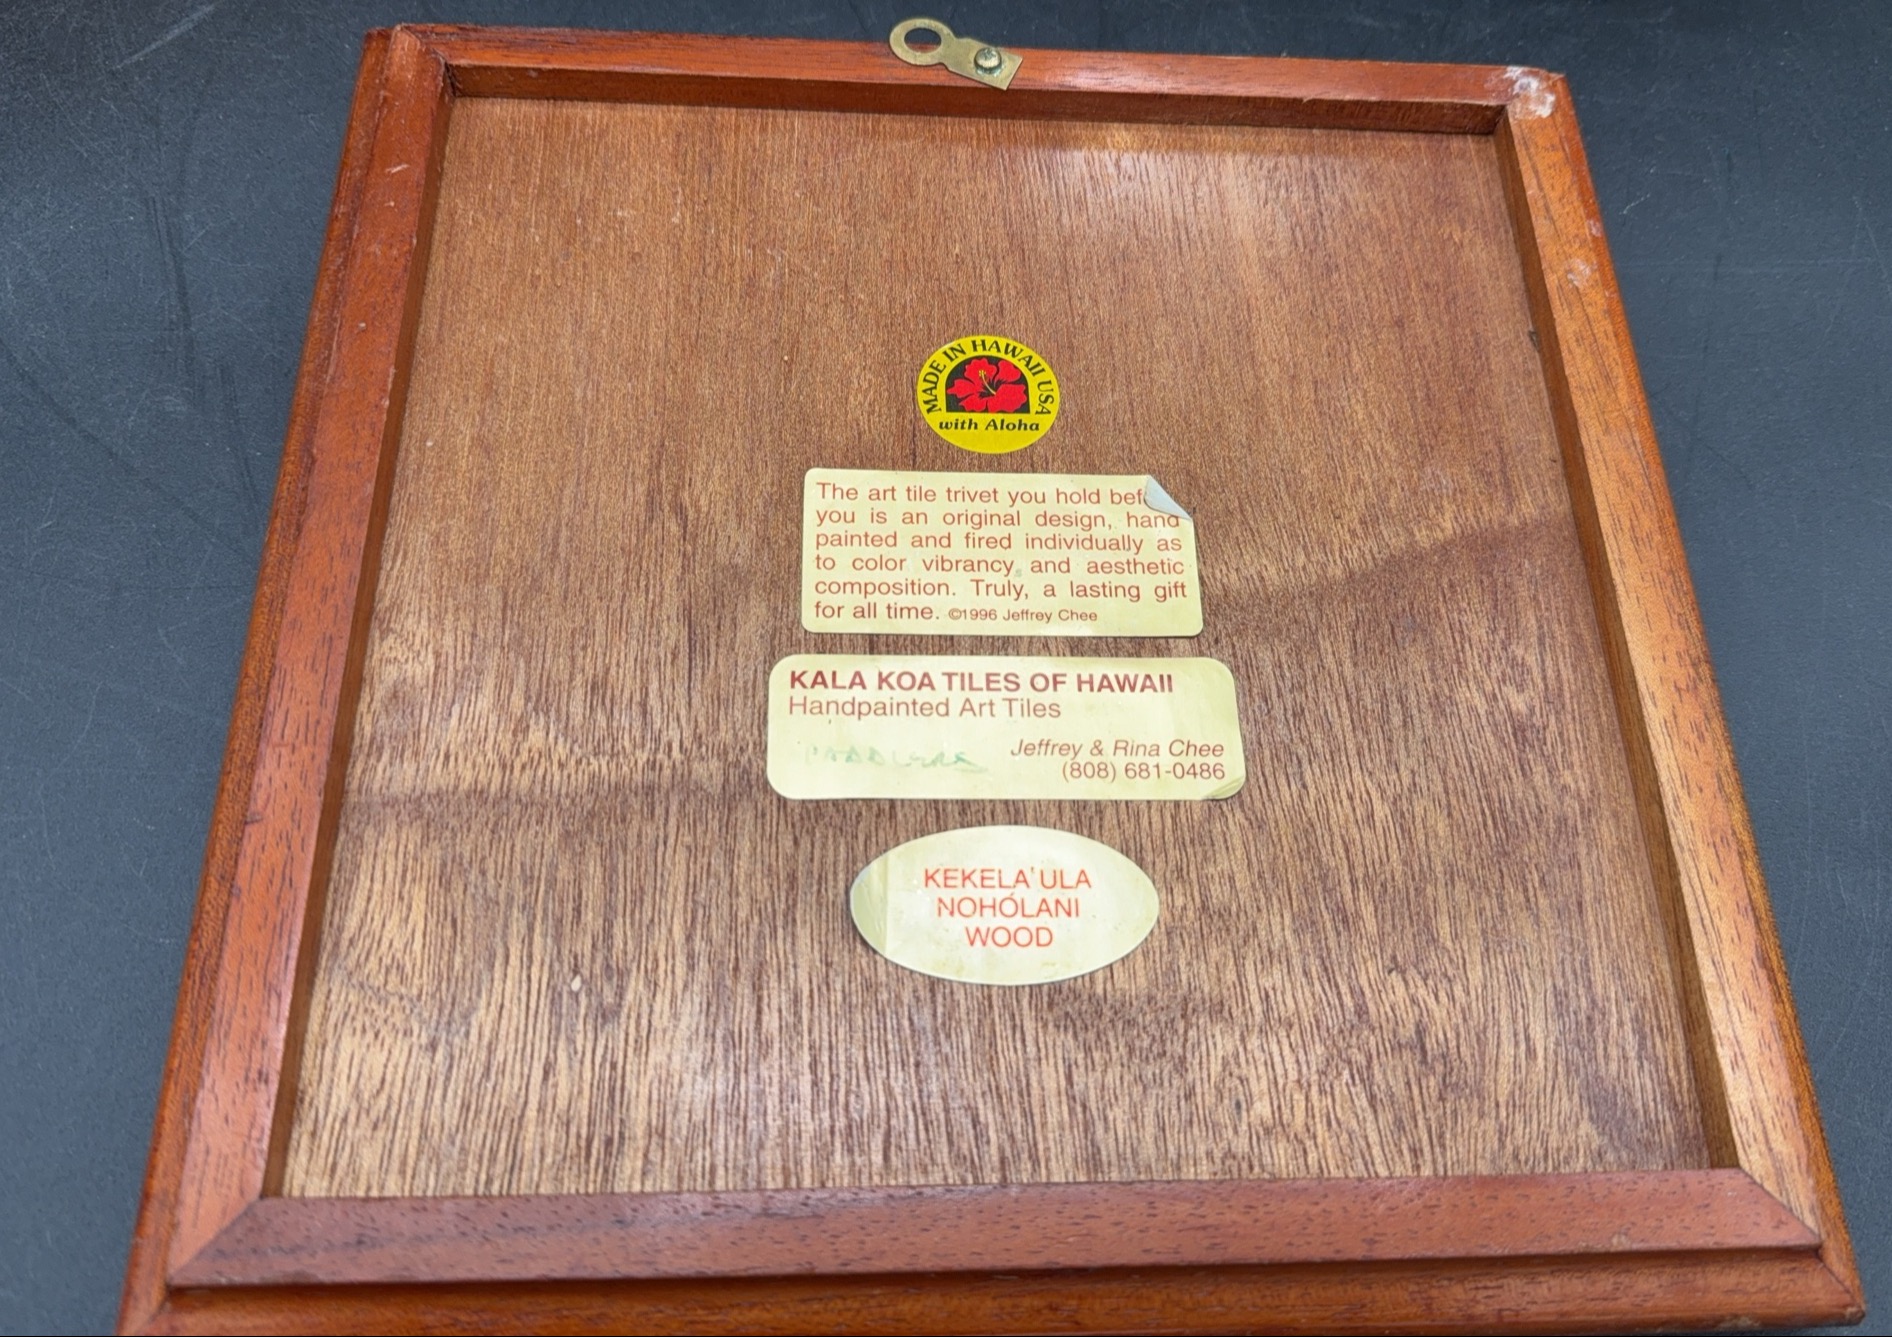 MADE IN HAWAII USA
with Aloha
The art tile trivet you hold
you is an original design, hand
painted and fired individually as
to color vibrancy and aesthetic
composition. Truly, a lasting gift
for all time. ©1996 Jeffrey Chee
KALA KOA TILES OF HAWAII
Handpainted Art Tiles
Jeffrey & Rina Chee
(808) 681-0486
KEKELA'ULA
NOHÓLANI
WOOD